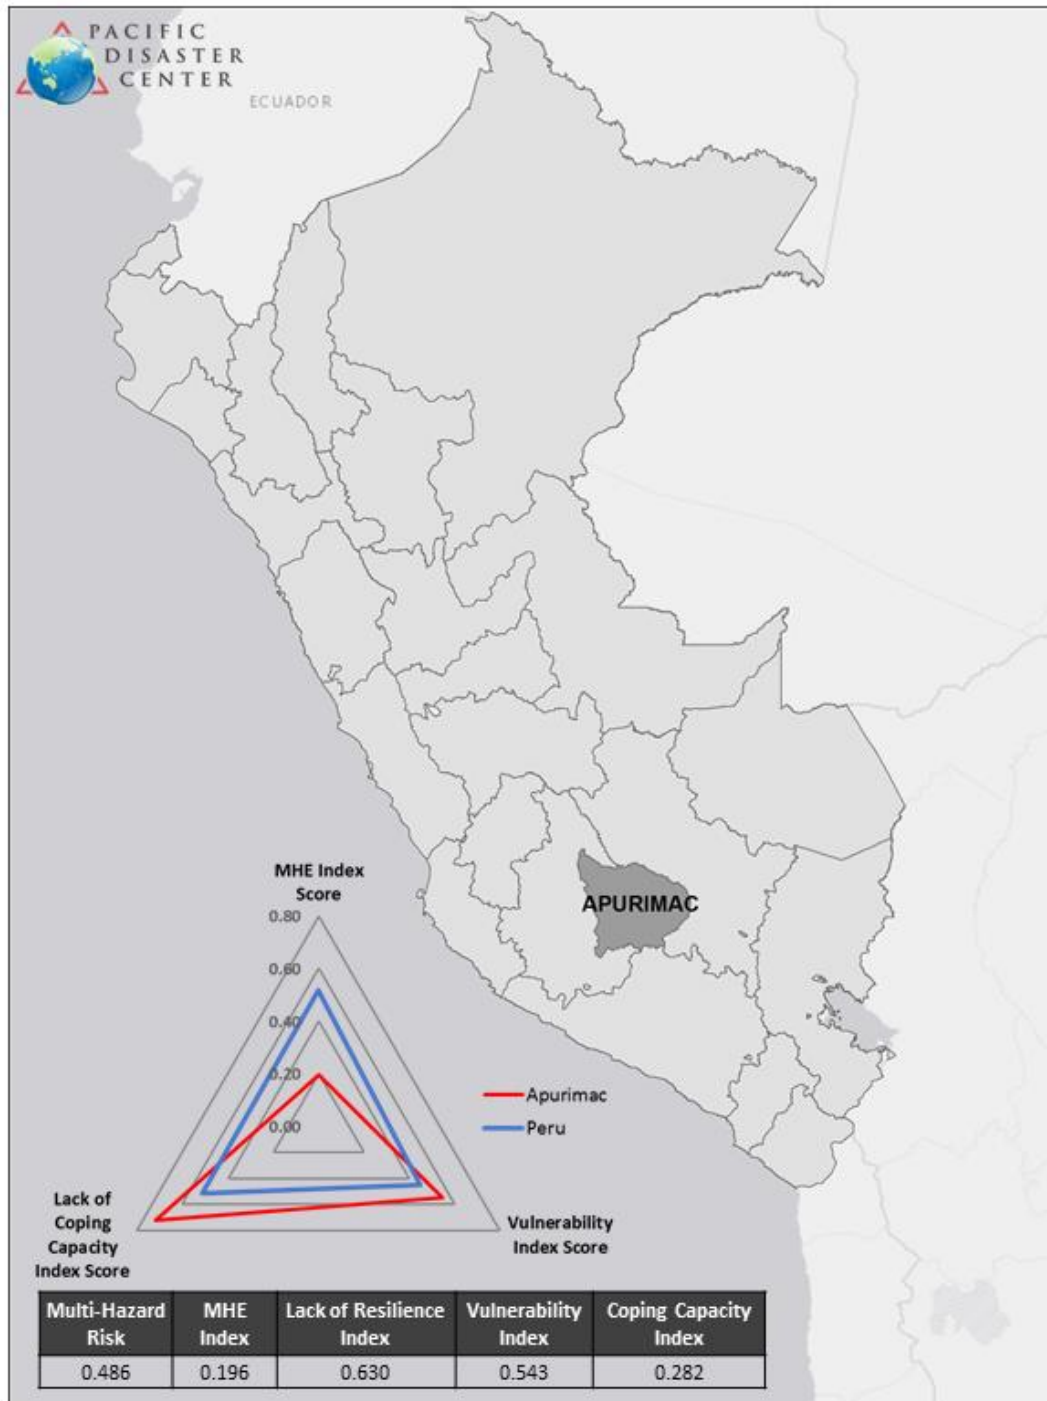 PACIFIC
DISASTER
CENTER
ECUADOR
APURIMAC
MHE Index
Score
0.80
0.60
0.40
0.20
0.00
Apurimac
Peru
Lack of
Coping
Capacity
Index Score
Vulnerability
Index Score
Multi-Hazard Risk MHE Index Lack of Resilience Index Vulnerability Index Coping Capacity Index
0.486 0.196 0.630 0.543 0.282